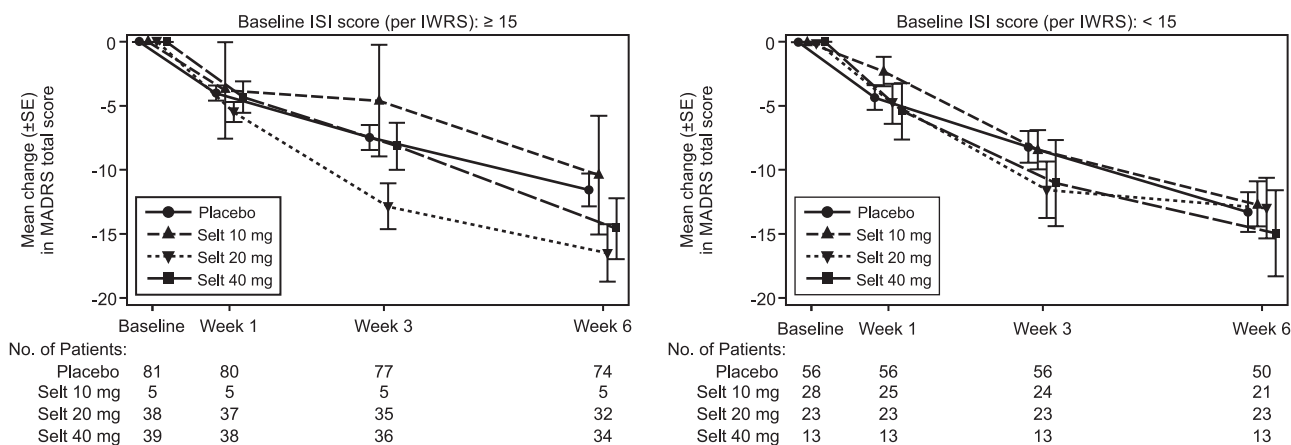 Baseline ISI score (per IWRS): ≥ 15
Mean change (±SE)
in MADRS total score
0
-5
-10
-15
-20
Placebo
Selt 10 mg
Selt 20 mg
Selt 40 mg
Baseline Week 1 Week 3 Week 6
No. of Patients:
Placebo 81 80 77 74
Selt 10 mg 5 5 5 5
Selt 20 mg 38 37 35 32
Selt 40 mg 39 38 36 34
Baseline ISI score (per IWRS): < 15
Mean change (±SE)
in MADRS total score
0
-5
-10
-15
-20
Placebo
Selt 10 mg
Selt 20 mg
Selt 40 mg
Baseline Week 1 Week 3 Week 6
No. of Patients:
Placebo 56 56 56 50
Selt 10 mg 28 25 24 21
Selt 20 mg 23 23 23 23
Selt 40 mg 13 13 13 13